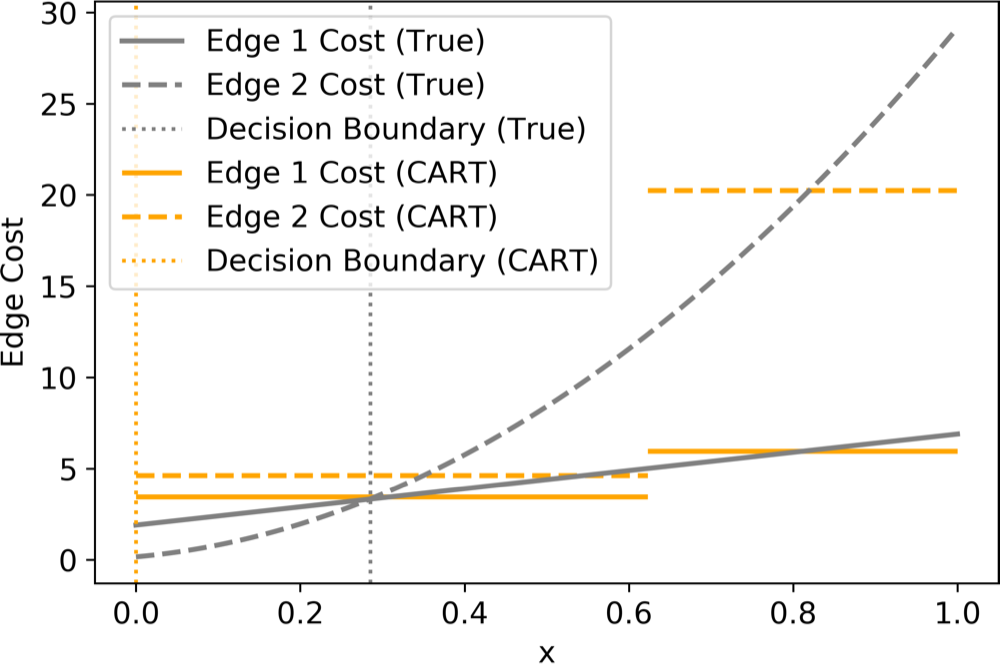 30
25
20
15
10
5
0
Edge Cost
Edge 1 Cost (True)
Edge 2 Cost (True)
Decision Boundary (True)
Edge 1 Cost (CART)
Edge 2 Cost (CART)
Decision Boundary (CART)
0.0 0.2 0.4 0.6 0.8 1.0
x